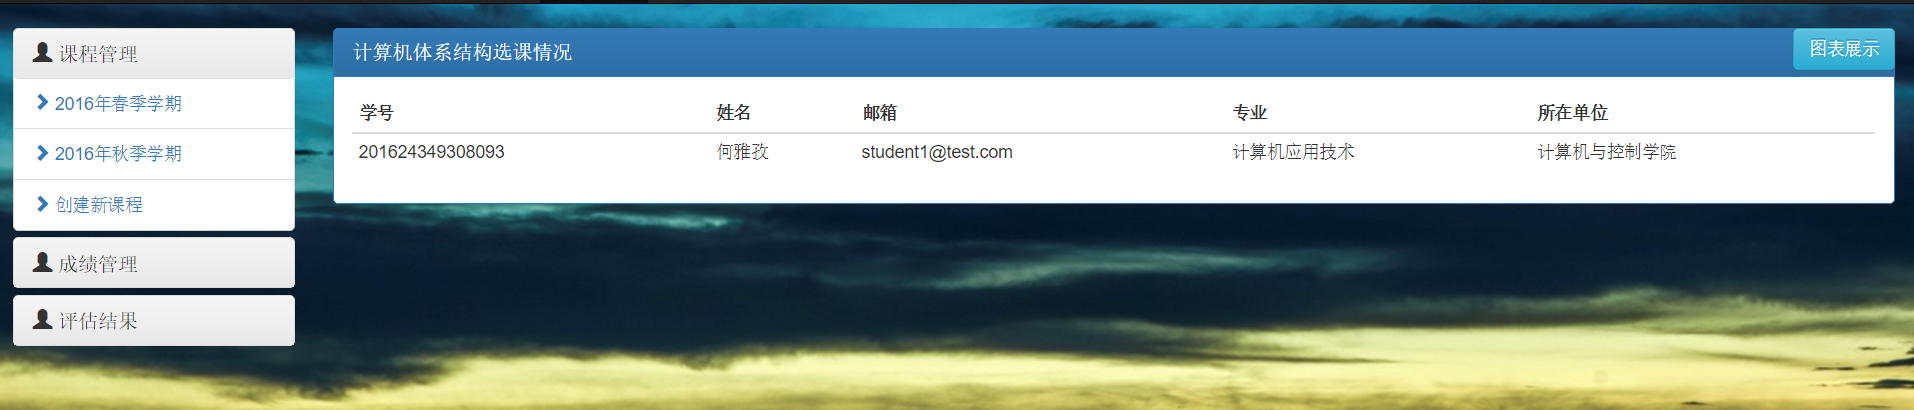 课程管理
2016年春季学期
2016年秋季学期
创建新课程
成绩管理
评估结果
计算机体系结构选课情况
图表展示
学号 姓名 邮箱 专业 所在单位
201624349308093 何雅孜 student1@test.com 计算机应用技术 计算机与控制学院